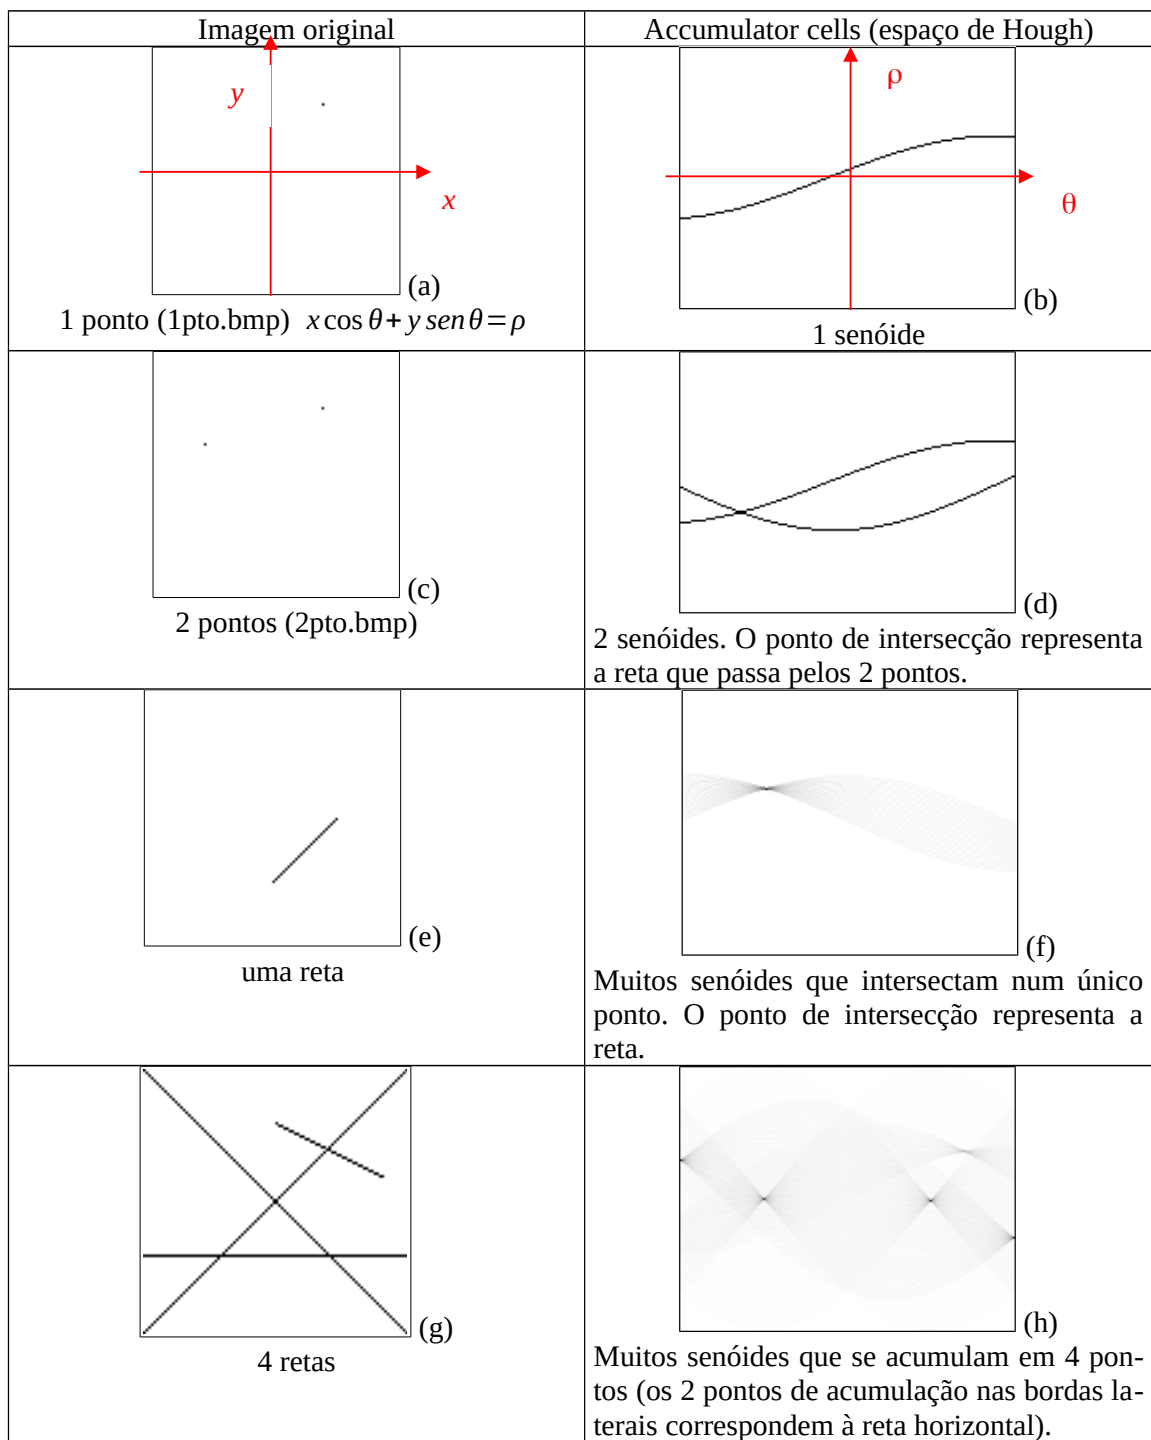 Imagem original
Accumulator cells (espaço de Hough)
y
x
(a)
1 ponto (1pto.bmp) x cos θ + y sen θ = ρ
ρ
θ
(b)
1 senóide
(c)
2 pontos (2pto.bmp)
(d)
2 senóides. O ponto de intersecção representa
a reta que passa pelos 2 pontos.
(e)
uma reta
(f)
Muitos senóides que intersectam num único
ponto. O ponto de intersecção representa a
reta.
(g)
4 retas
(h)
Muitos senóides que se acumulam em 4 pon-
tos (os 2 pontos de acumulação nas bordas la-
terais correspondem à reta horizontal).